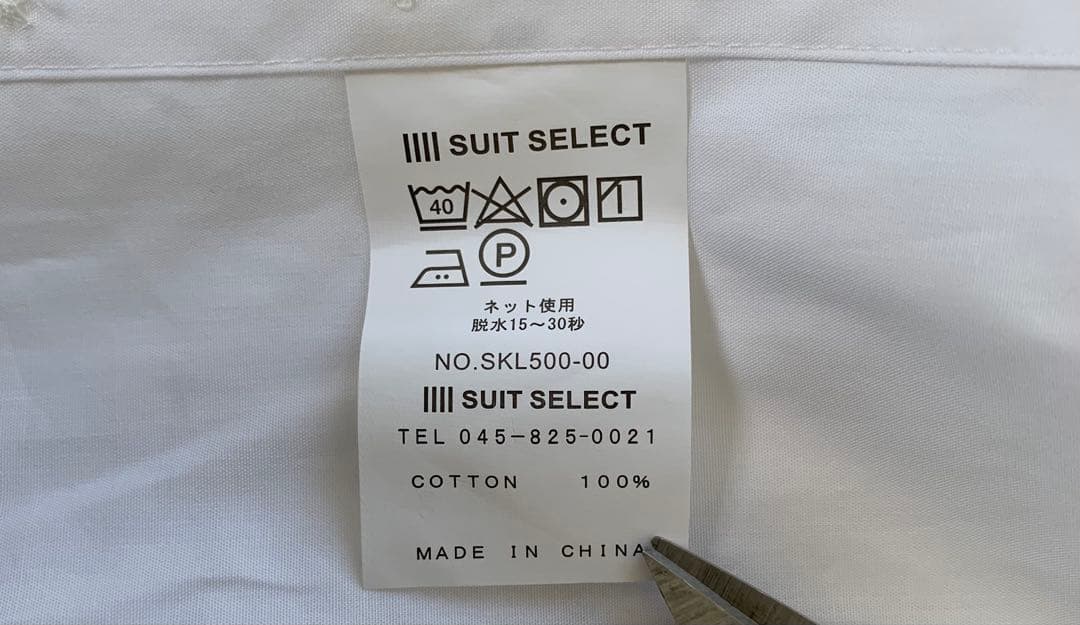 SUIT SELECT
40
P
ネット使用
脱水15～30秒
NO.SKL500-00
SUIT SELECT
TEL 045-825-0021
COTTON 100%
MADE IN CHINA